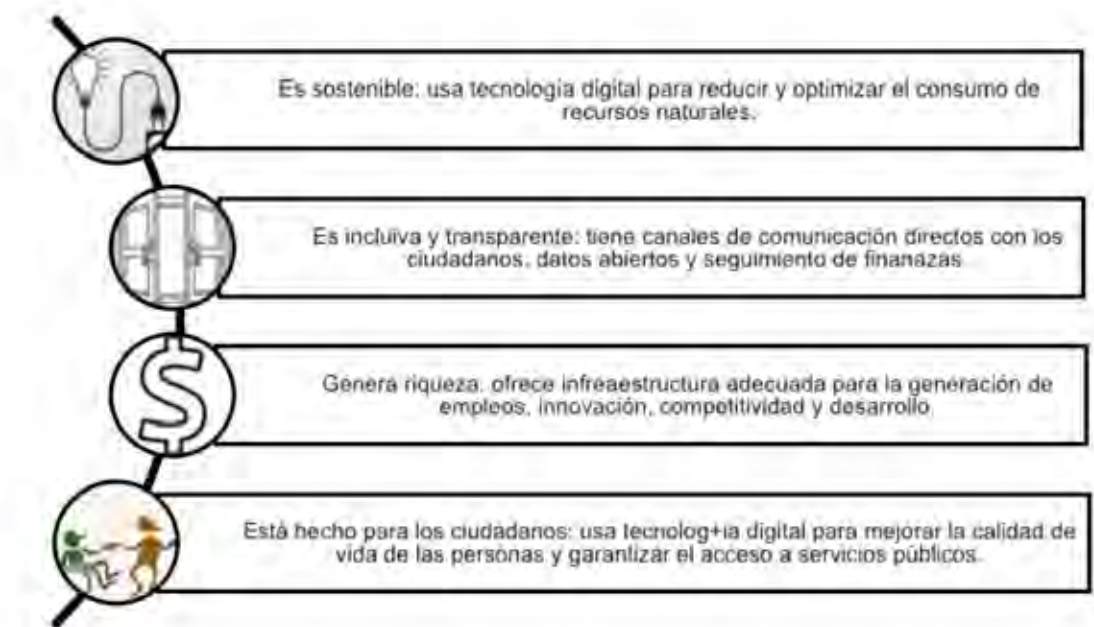 Es sostenible: usa tecnología digital para reducir y optimizar el consumo de
recursos naturales.
Es incluiva y transparente: tiene canales de comunicación directos con los
ciudadanos, datos abiertos y seguimiento de finanazas
Genera riqueza: ofrece infreaestructura adecuada para la generación de
empleos, innovación, competitividad y desarrollo
Está hecho para los ciudadanos: usa tecnolog+ia digital para mejorar la calidad de
vida de las personas y garantizar el acceso a servicios públicos.
$